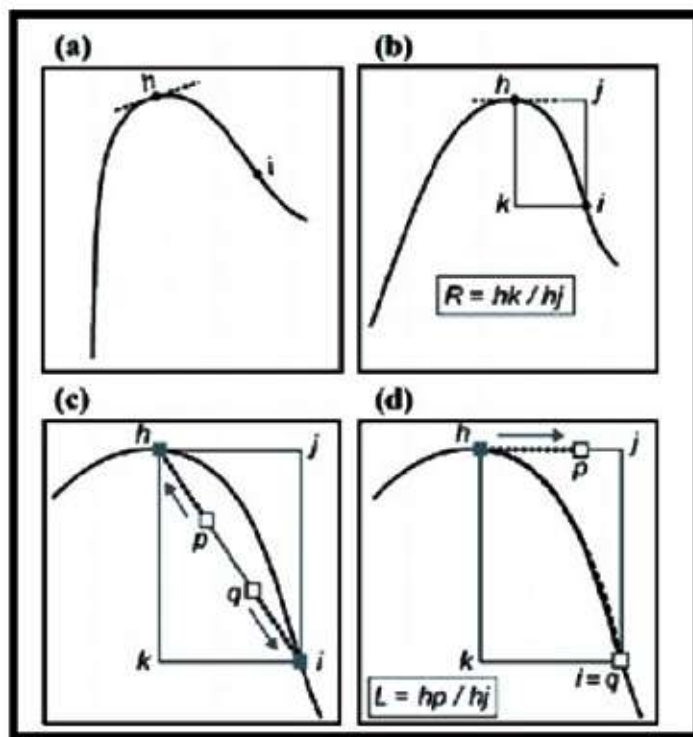 (a)
h
i
(b)
h
j
k
i
R = hk / hj
(c)
h
j
p
q
k
i
(d)
h
p
j
k
i = q
L = hp / hj